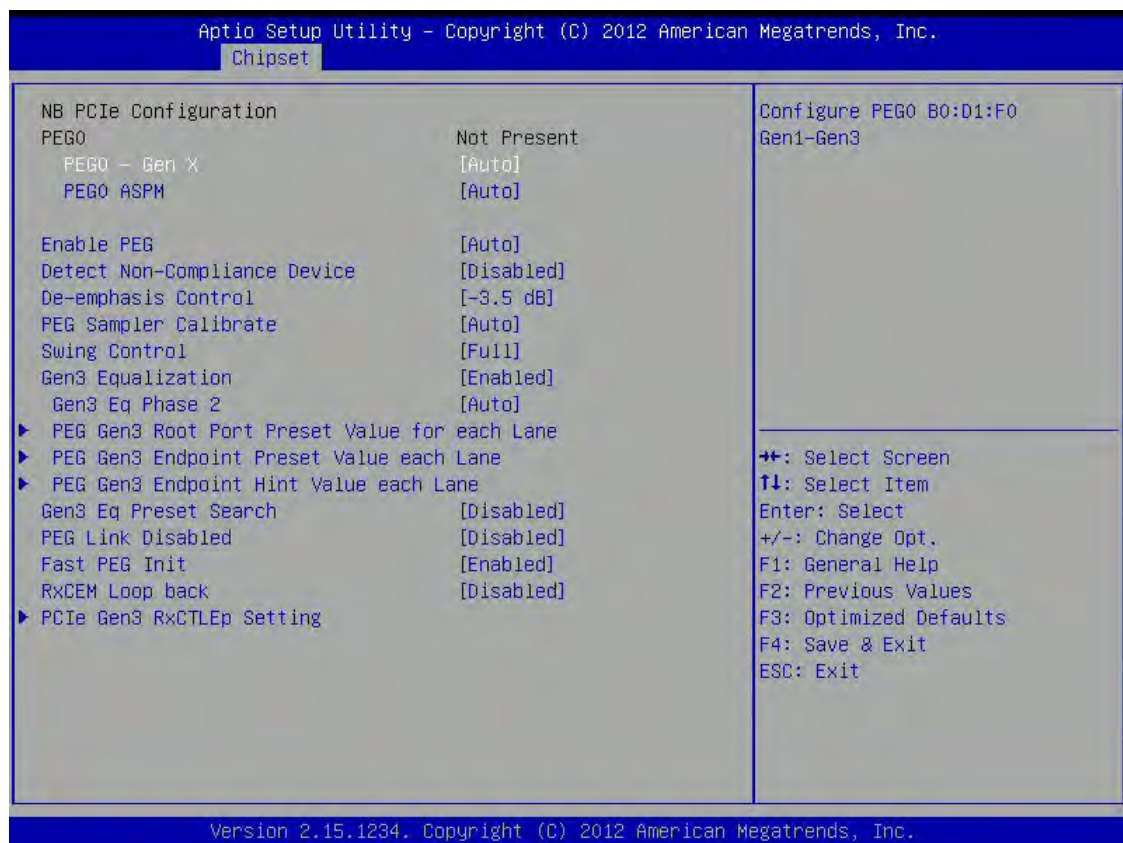 Aptio Setup Utility – Copyright (C) 2012 American Megatrends, Inc.
Chipset
NB PCIe Configuration
PEG0 Not Present
PEG0 – Gen X [Auto]
PEG0 ASPM [Auto]
Enable PEG [Auto]
Detect Non-Compliance Device [Disabled]
De-emphasis Control [-3.5 dB]
PEG Sampler Calibrate [Auto]
Swing Control [Full]
Gen3 Equalization [Enabled]
Gen3 Eq Phase 2 [Auto]
PEG Gen3 Root Port Preset Value for each Lane
PEG Gen3 Endpoint Preset Value each Lane
PEG Gen3 Endpoint Hint Value each Lane
Gen3 Eq Preset Search [Disabled]
PEG Link Disabled [Disabled]
Fast PEG Init [Enabled]
RxCEM Loop back [Disabled]
PCIe Gen3 RxCTLEp Setting
Configure PEG0 B0:D1:F0
Gen1-Gen3
→←: Select Screen
↑↓: Select Item
Enter: Select
+/-: Change Opt.
F1: General Help
F2: Previous Values
F3: Optimized Defaults
F4: Save & Exit
ESC: Exit
Version 2.15.1234. Copyright (C) 2012 American Megatrends, Inc.